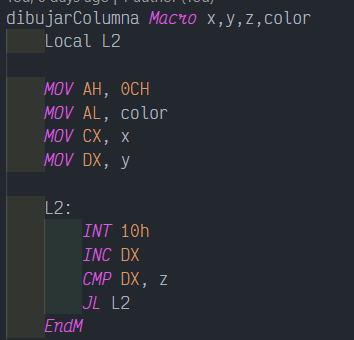 dibujarColumna Macro x,y,z,color
Local L2
MOV AH, 0CH
MOV AL, color
MOV CX, x
MOV DX, y
L2:
INT 10h
INC DX
CMP DX, z
JL L2
EndM